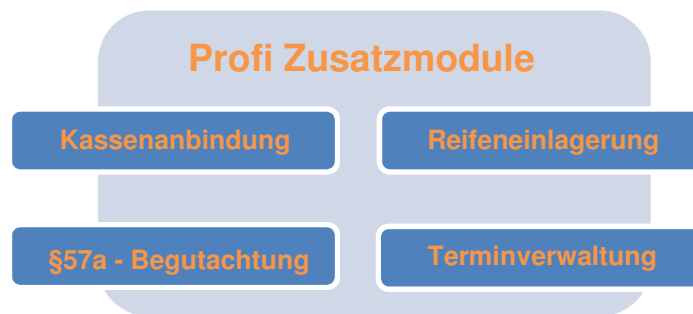 Profi Zusatzmodule
Kassenanbindung
Reifeneinlagerung
§57a - Begutachtung
Terminverwaltung